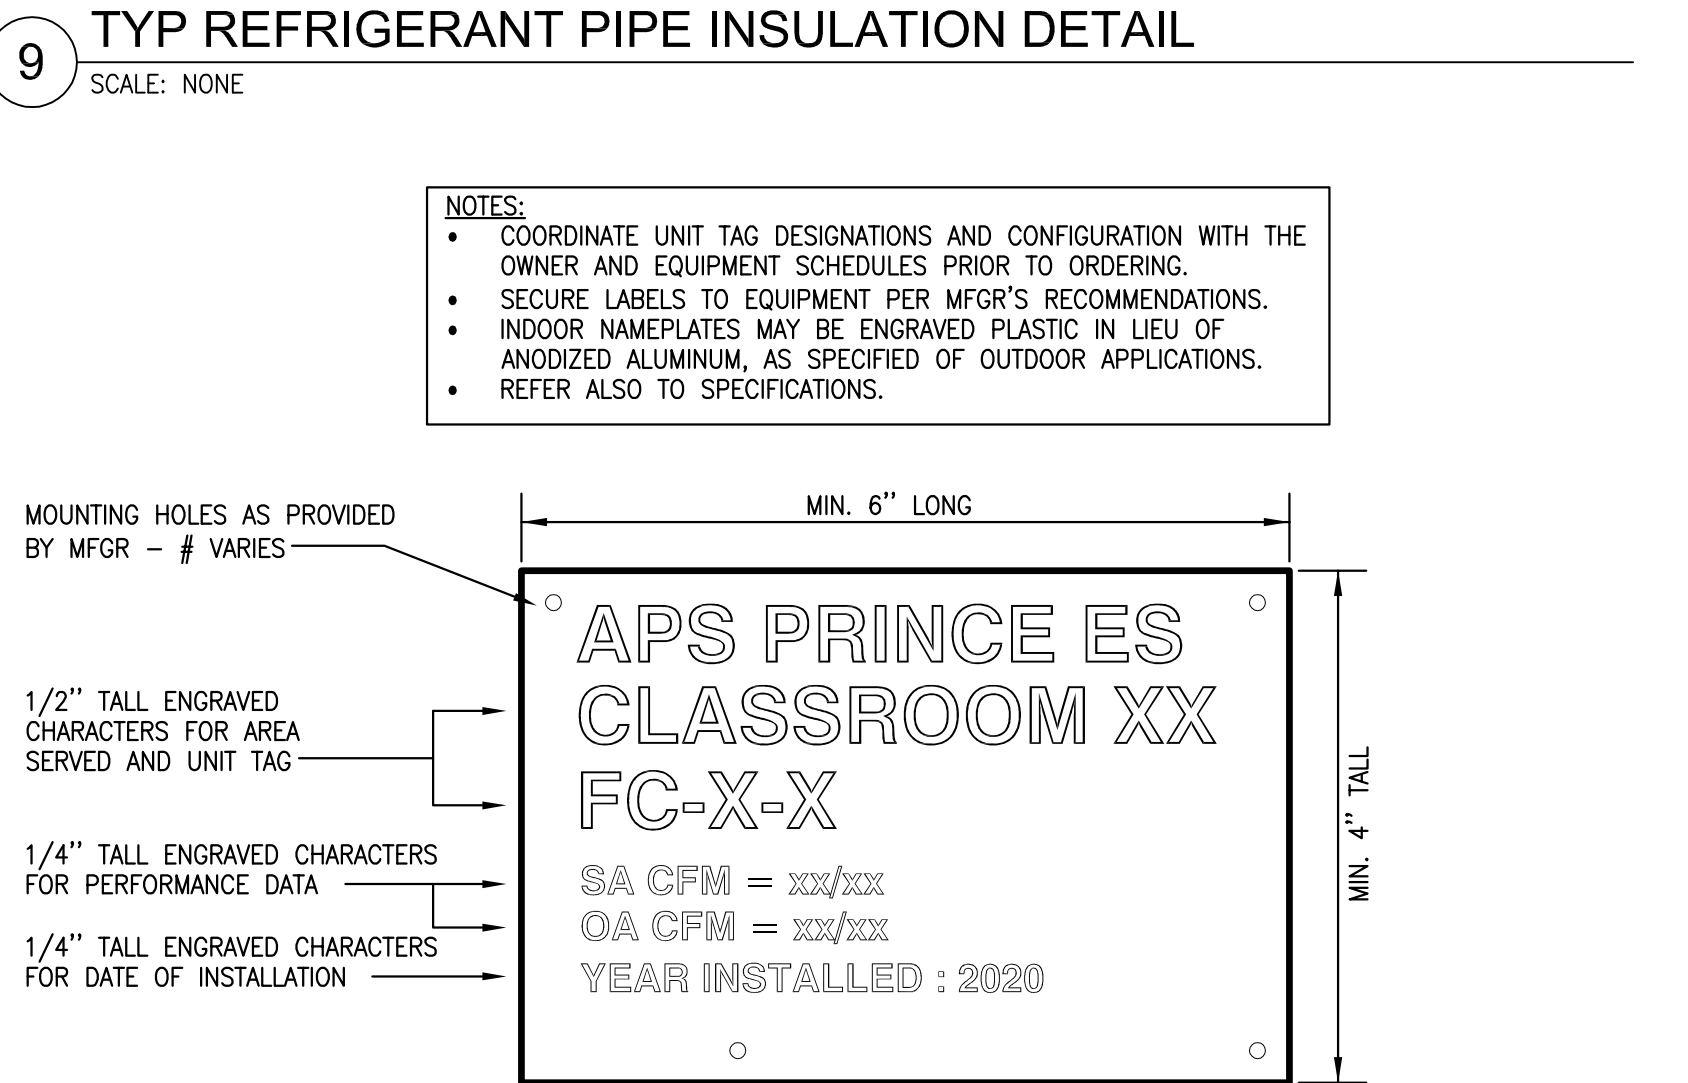 9
TYP REFRIGERANT PIPE INSULATION DETAIL
SCALE: NONE
NOTES:
• COORDINATE UNIT TAG DESIGNATIONS AND CONFIGURATION WITH THE
OWNER AND EQUIPMENT SCHEDULES PRIOR TO ORDERING.
• SECURE LABELS TO EQUIPMENT PER MFGR'S RECOMMENDATIONS.
• INDOOR NAMEPLATES MAY BE ENGRAVED PLASTIC IN LIEU OF
ANODIZED ALUMINUM, AS SPECIFIED OF OUTDOOR APPLICATIONS.
• REFER ALSO TO SPECIFICATIONS.
MOUNTING HOLES AS PROVIDED
BY MFGR – # VARIES
MIN. 6'' LONG
1/2'' TALL ENGRAVED
CHARACTERS FOR AREA
SERVED AND UNIT TAG
1/4'' TALL ENGRAVED CHARACTERS
FOR PERFORMANCE DATA
1/4'' TALL ENGRAVED CHARACTERS
FOR DATE OF INSTALLATION
APS PRINCE ES
CLASSROOM XX
FC-X-X
SA CFM = xx/xx
OA CFM = xx/xx
YEAR INSTALLED : 2020
MIN. 4'' TALL